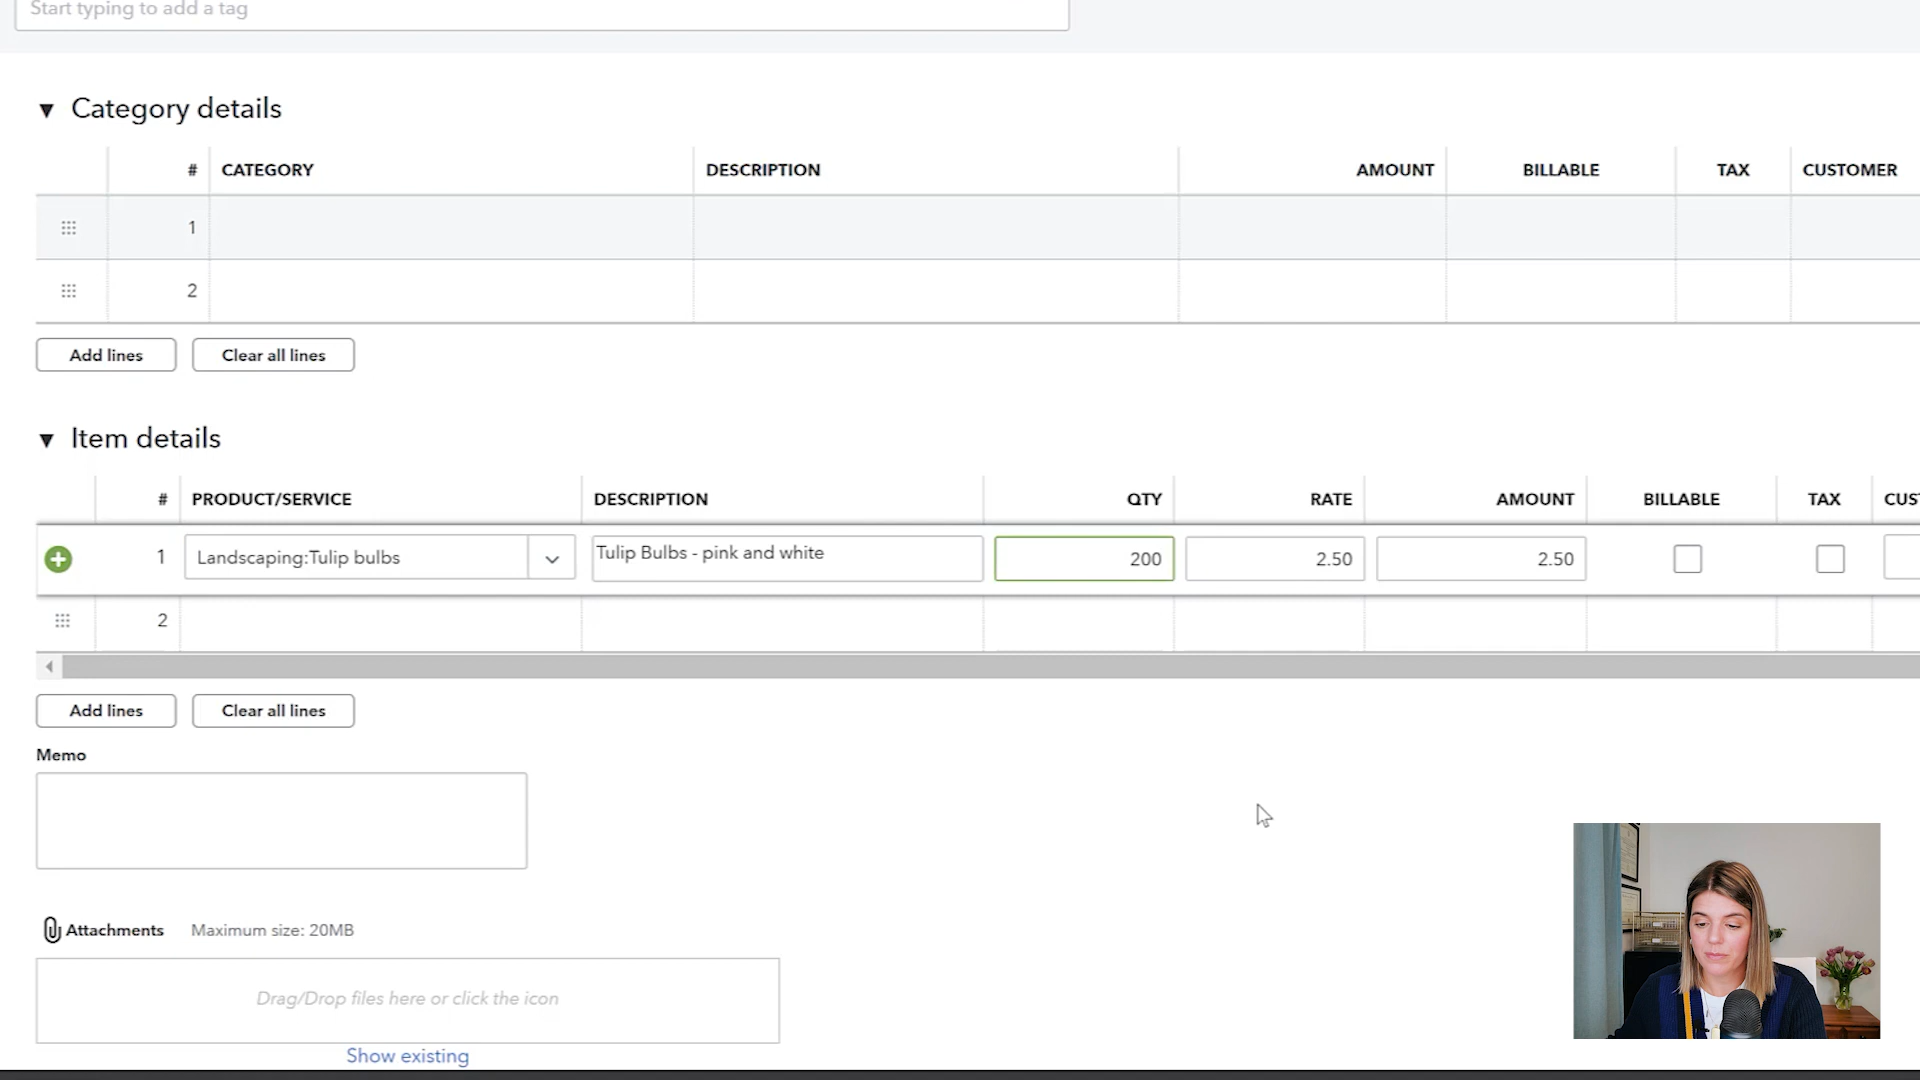 Start typing to add a tag
Category details
# CATEGORY DESCRIPTION AMOUNT BILLABLE TAX CUSTOMER
1
2
Add lines Clear all lines
Item details
# PRODUCT/SERVICE DESCRIPTION QTY RATE AMOUNT BILLABLE TAX CUS
1 Landscaping:Tulip bulbs Tulip Bulbs - pink and white 200 2.50 2.50
2
Add lines Clear all lines
Memo
Attachments Maximum size: 20MB
Drag/Drop files here or click the icon
Show existing